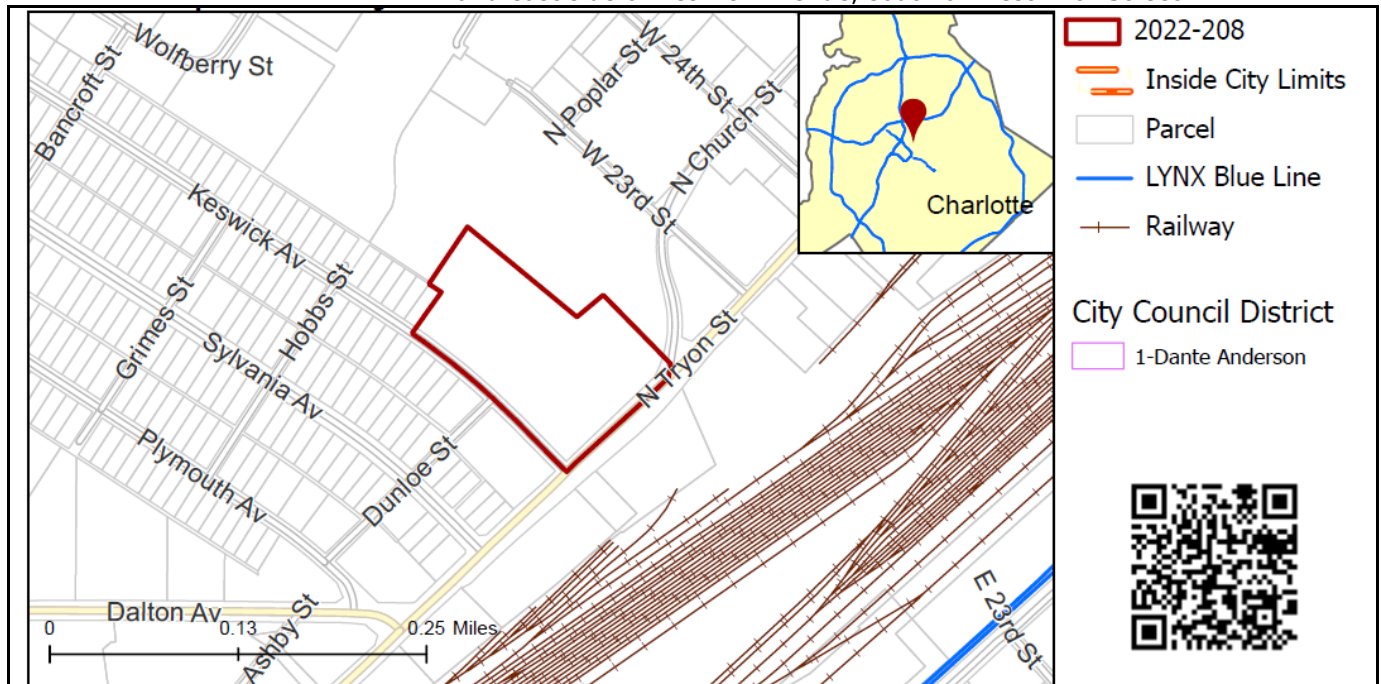 Wolfberry St
Bancroft St
W 24th St
N Poplar St
N Church St
W 23rd St
Keswick Av
Hobbs St
Grimes St
Sylvania Av
N Tryon St
Plymouth Av
Dunloe St
Dalton Av
Ashby St
E 23rd St
0 0.13 0.25 Miles
Charlotte
2022-208
Inside City Limits
Parcel
LYNX Blue Line
Railway
City Council District
1-Dante Anderson